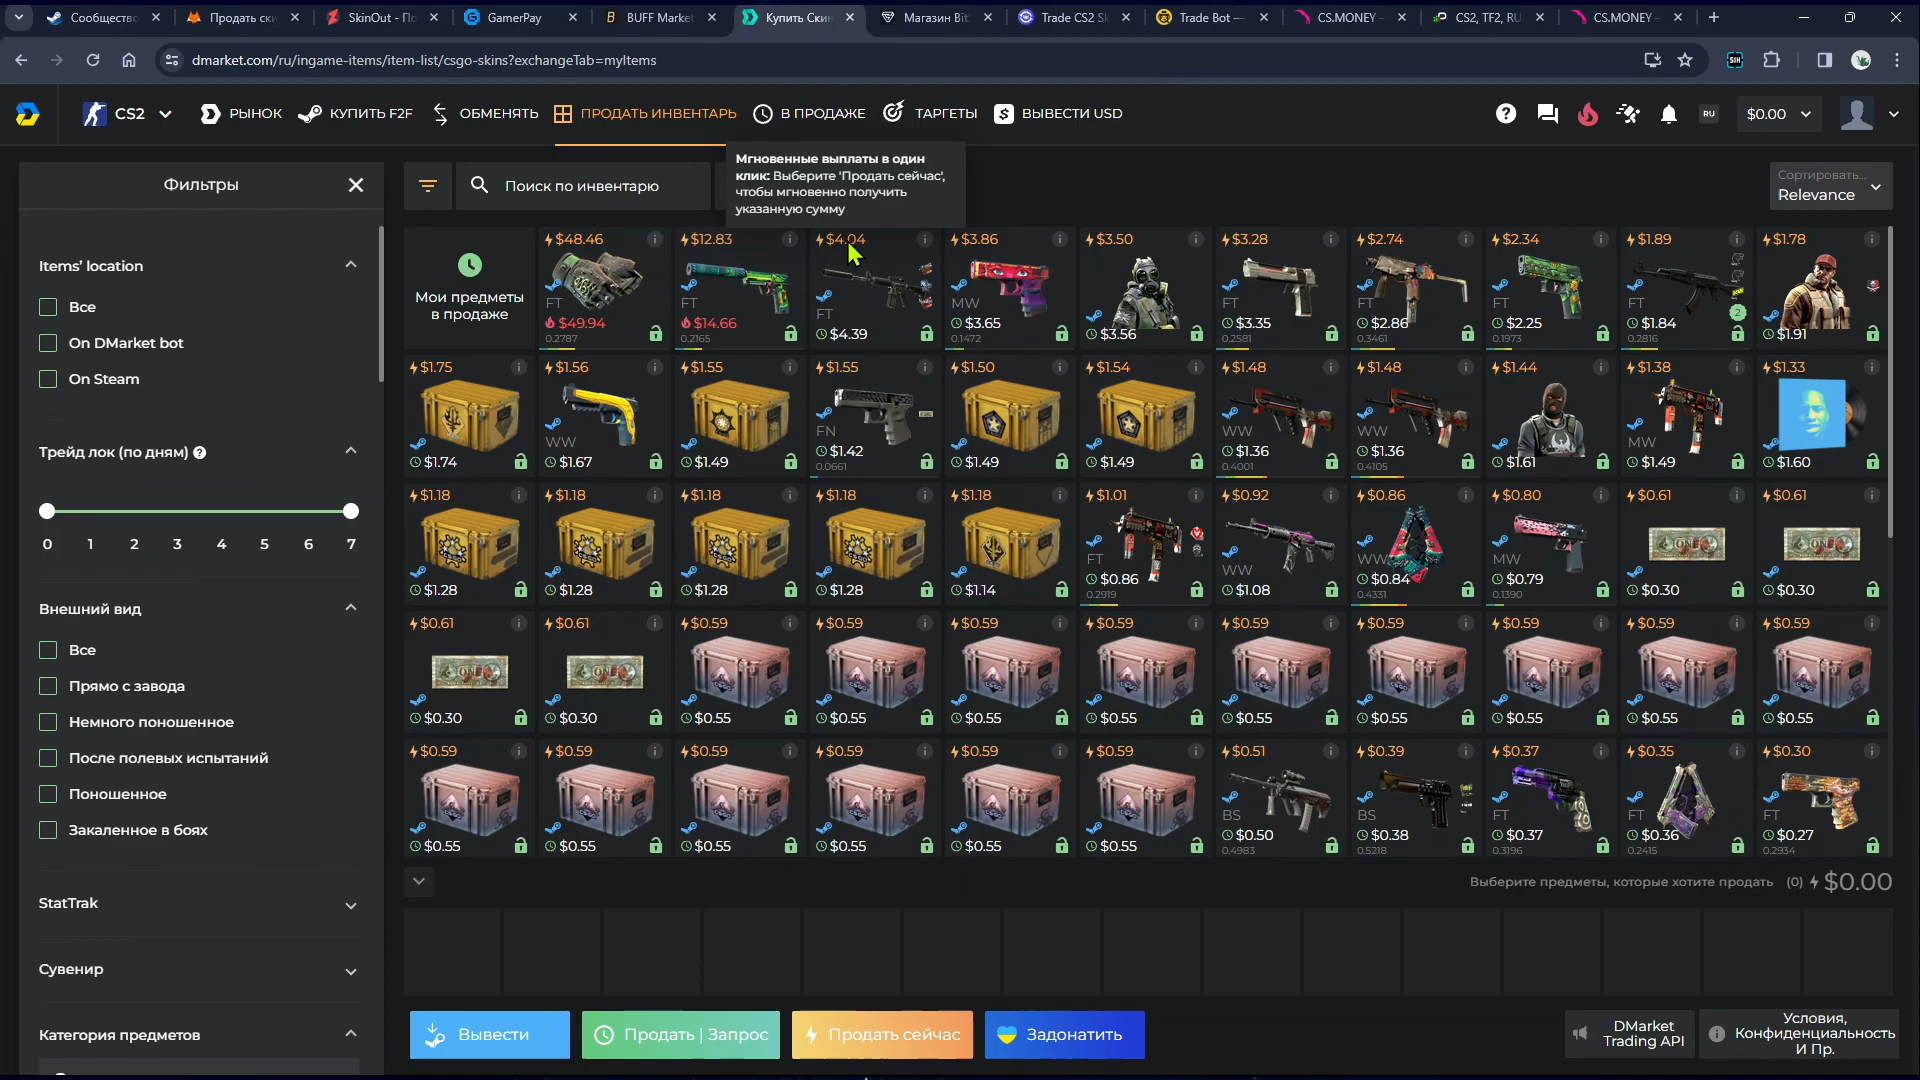 Сообщество
Продать ски
SkinOut - По
GamerPay
BUFF Market
Купить Скин
Магазин Bit
Trade CS2 Sk
Trade Bot —
CS.MONEY -
CS2, TF2, RU
CS.MONEY -
dmarket.com/ru/ingame-items/item-list/csgo-skins?exchangeTab=myItems
SIH
CS2
РЫНОК
КУПИТЬ F2F
ОБМЕНЯТЬ
ПРОДАТЬ ИНВЕНТАРЬ
В ПРОДАЖЕ
ТАРГЕТЫ
ВЫВЕСТИ USD
RU
$0.00
Мгновенные выплаты в один
клик: Выберите 'Продать сейчас',
чтобы мгновенно получить
указанную сумму
Фильтры
Поиск по инвентарю
Сортировать...
Relevance
Items' location
Все
On DMarket bot
On Steam
Трейд лок (по дням)
0 1 2 3 4 5 6 7
Внешний вид
Все
Прямо с завода
Немного поношенное
После полевых испытаний
Поношенное
Закаленное в боях
StatTrak
Сувенир
Категория предметов
Мои предметы
в продаже
$48.46 $12.83 $4.04 $3.86 $3.50 $3.28 $2.74 $2.34 $1.89 $1.78
FT FT FT MW FT FT FT FT
2
$49.94 $14.66 $4.39 $3.65 $3.56 $3.35 $2.86 $2.25 $1.84 $1.91
0.2787 0.2165 0.1472 0.2581 0.3461 0.1973 0.2816
$1.75 $1.56 $1.55 $1.55 $1.50 $1.54 $1.48 $1.48 $1.44 $1.38 $1.33
WW FN WW WW MW
$1.74 $1.67 $1.49 $1.42 $1.49 $1.49 $1.36 $1.36 $1.61 $1.49 $1.60
0.0661 0.4001 0.4105
$1.18 $1.18 $1.18 $1.18 $1.18 $1.01 $0.92 $0.86 $0.80 $0.61 $0.61
FT WW WW MW
$1.28 $1.28 $1.28 $1.28 $1.14 $0.86 $1.08 $0.84 $0.79 $0.30 $0.30
0.2919 0.4331 0.1390
$0.61 $0.61 $0.59 $0.59 $0.59 $0.59 $0.59 $0.59 $0.59 $0.59 $0.59
$0.30 $0.30 $0.55 $0.55 $0.55 $0.55 $0.55 $0.55 $0.55 $0.55 $0.55
$0.59 $0.59 $0.59 $0.59 $0.59 $0.59 $0.51 $0.39 $0.37 $0.35 $0.30
BS BS FT FT FT
$0.55 $0.55 $0.55 $0.55 $0.55 $0.55 $0.50 $0.38 $0.37 $0.36 $0.27
0.4983 0.5218 0.3196 0.2415 0.2934
Выберите предметы, которые хотите продать (0) $0.00
Вывести
Продать | Запрос
Продать сейчас
Задонатить
DMarket
Trading API
Условия,
Конфиденциальность
И Пр.